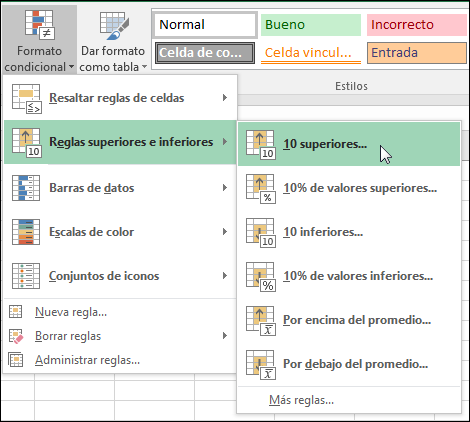 Formato
condicional
Dar formato
como tabla
Normal
Bueno
Incorrecto
Celda de co...
Celda vincul...
Entrada
Estilos
Resaltar reglas de celdas
Reglas superiores e inferiores
Barras de datos
Escalas de color
Conjuntos de iconos
Nueva regla...
Borrar reglas
Administrar reglas...
10 superiores...
10% de valores superiores...
10 inferiores...
10% de valores inferiores...
Por encima del promedio...
Por debajo del promedio...
Más reglas...